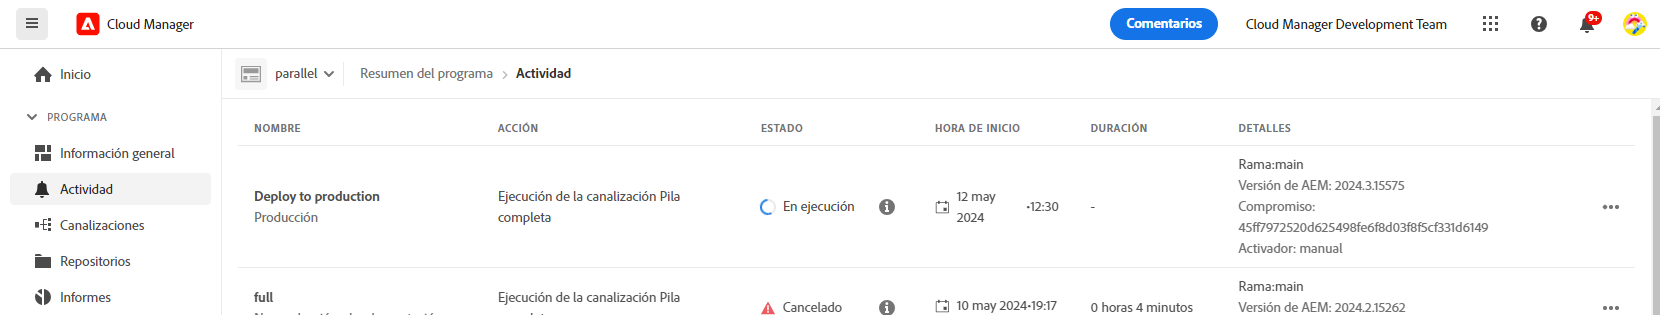 Cloud Manager
Comentarios
Cloud Manager Development Team
9+
Inicio
PROGRAMA
Información general
Actividad
Canalizaciones
Repositorios
Informes
parallel
Resumen del programa > Actividad
NOMBRE ACCIÓN ESTADO HORA DE INICIO DURACIÓN DETALLES
Deploy to production
Producción
Ejecución de la canalización Pila
completa
En ejecución
12 may
2024
•12:30
-
Rama:main
Versión de AEM: 2024.3.15575
Compromiso:
45ff7972520d625498fe6f8d03f8f5cf331d6149
Activador: manual
full
Ejecución de la canalización Pila
Cancelado
10 may 2024•19:17
0 horas 4 minutos
Rama:main
Versión de AEM: 2024.2.15262